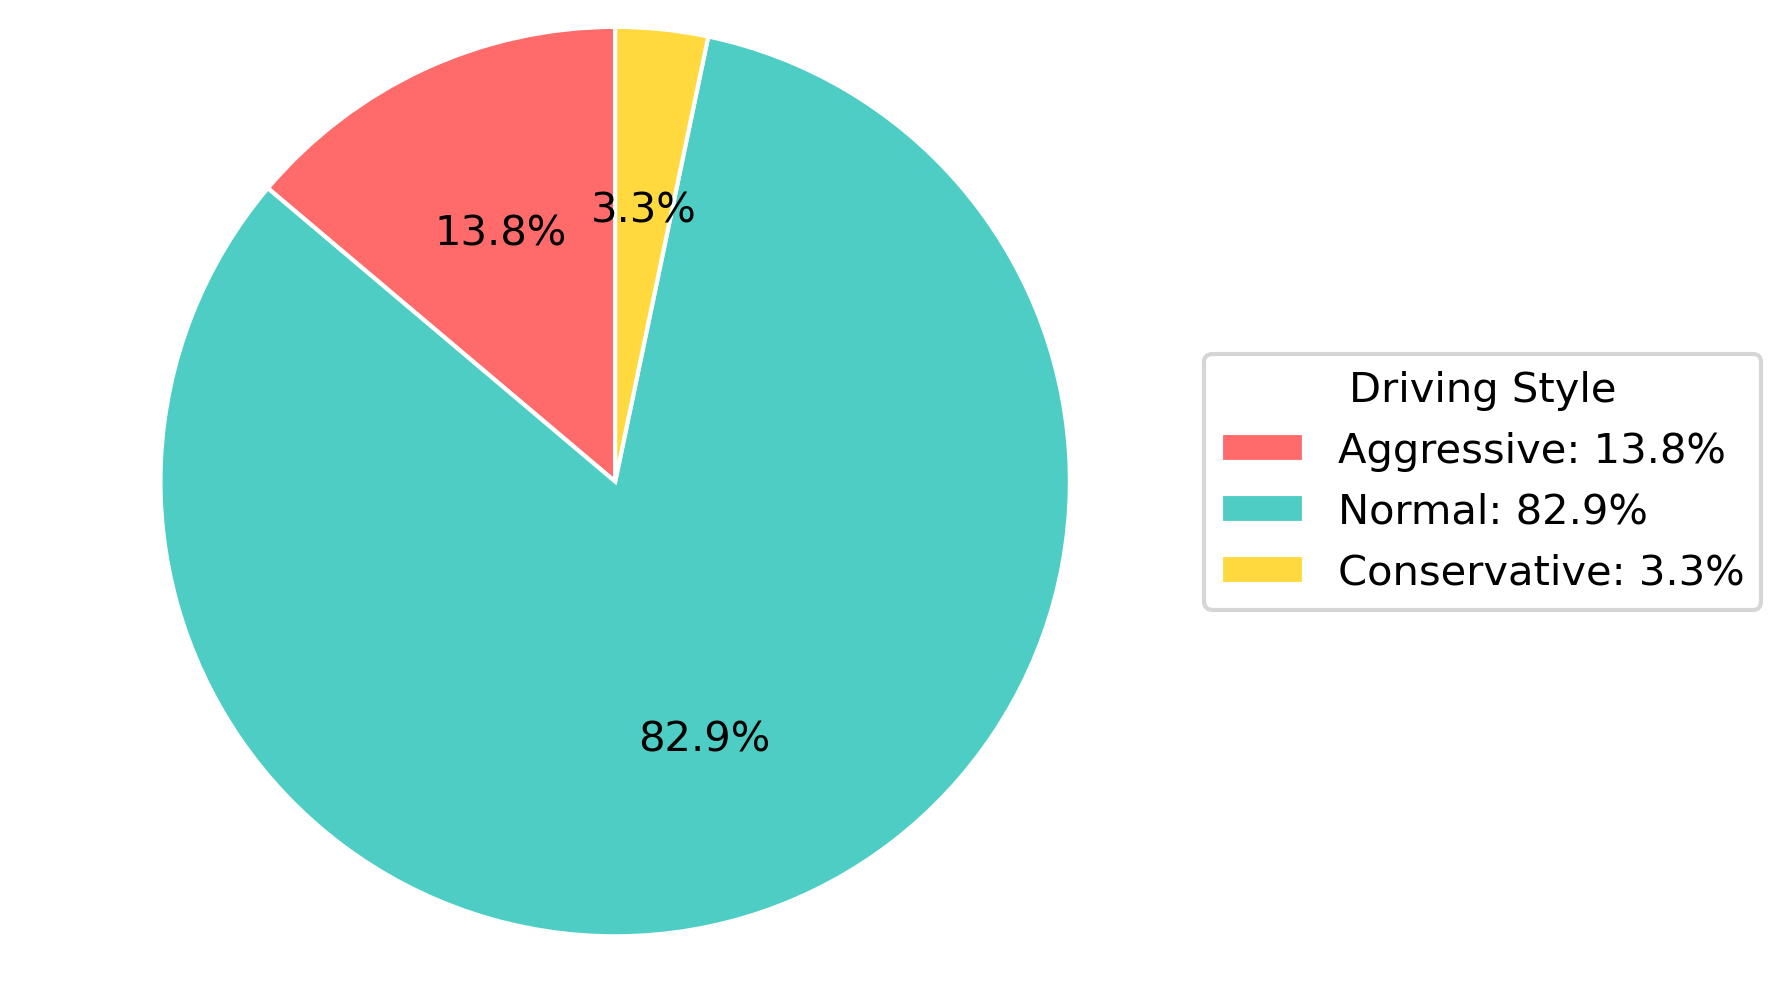 3.3%
13.8%
82.9%
Driving Style
Aggressive: 13.8%
Normal: 82.9%
Conservative: 3.3%